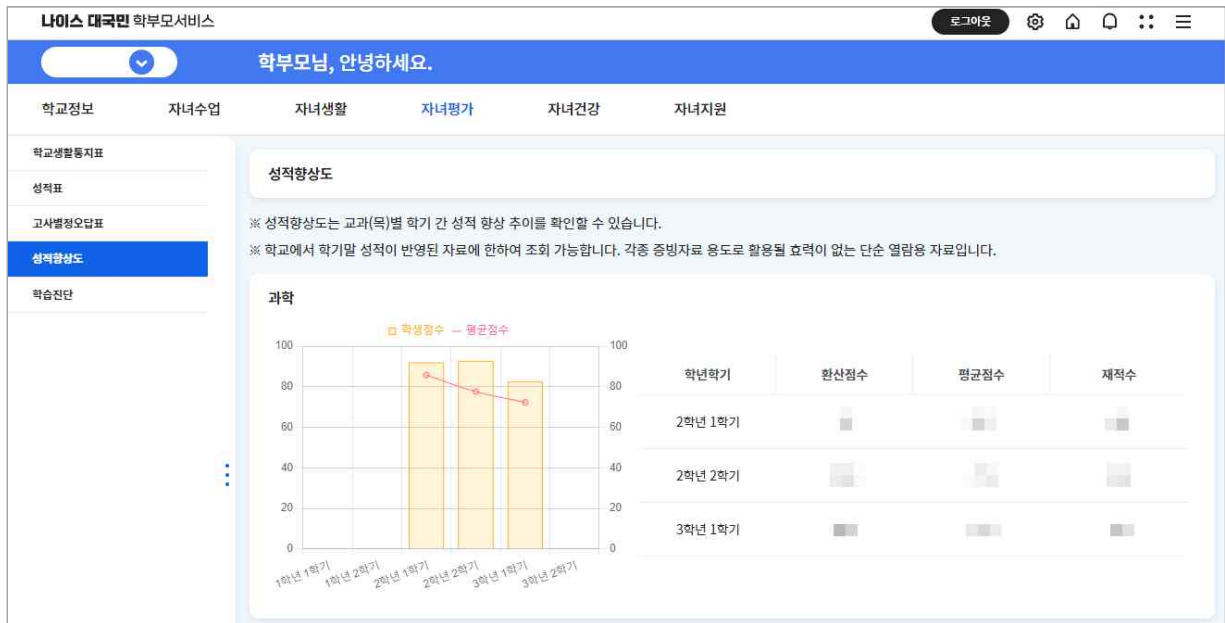 나이스 대국민 학부모서비스
로그아웃
학부모님, 안녕하세요.
학교정보 자녀수업 자녀생활 자녀평가 자녀건강 자녀지원
학교생활통지표
성적표
고사별정오답표
성적향상도
학습진단
성적향상도
※ 성적향상도는 교과(목)별 학기 간 성적 향상 추이를 확인할 수 있습니다.
※ 학교에서 학기말 성적이 반영된 자료에 한하여 조회 가능합니다. 각종 증빙자료 용도로 활용될 효력이 없는 단순 열람용 자료입니다.
과학
학생점수 평균점수
100 100
80 80
60 60
40 40
20 20
0 0
1학년 1학기 1학년 2학기 2학년 1학기 2학년 2학기 3학년 1학기 3학년 2학기
학년학기 환산점수 평균점수 재적수
2학년 1학기
2학년 2학기
3학년 1학기